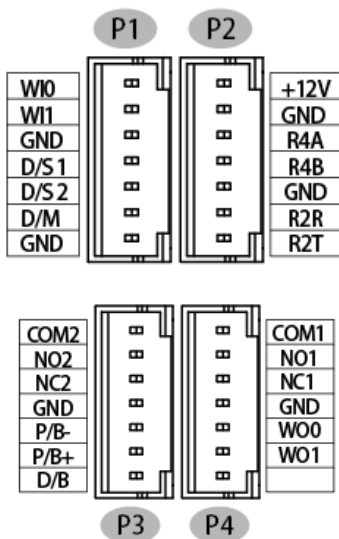 P1 P2
WI0 +12V
WI1 GND
GND R4A
D/S 1 R4B
D/S 2 GND
D/M R2R
GND R2T
COM2 COM1
NO2 NO1
NC2 NC1
GND GND
P/B- WO0
P/B+ WO1
D/B
P3 P4